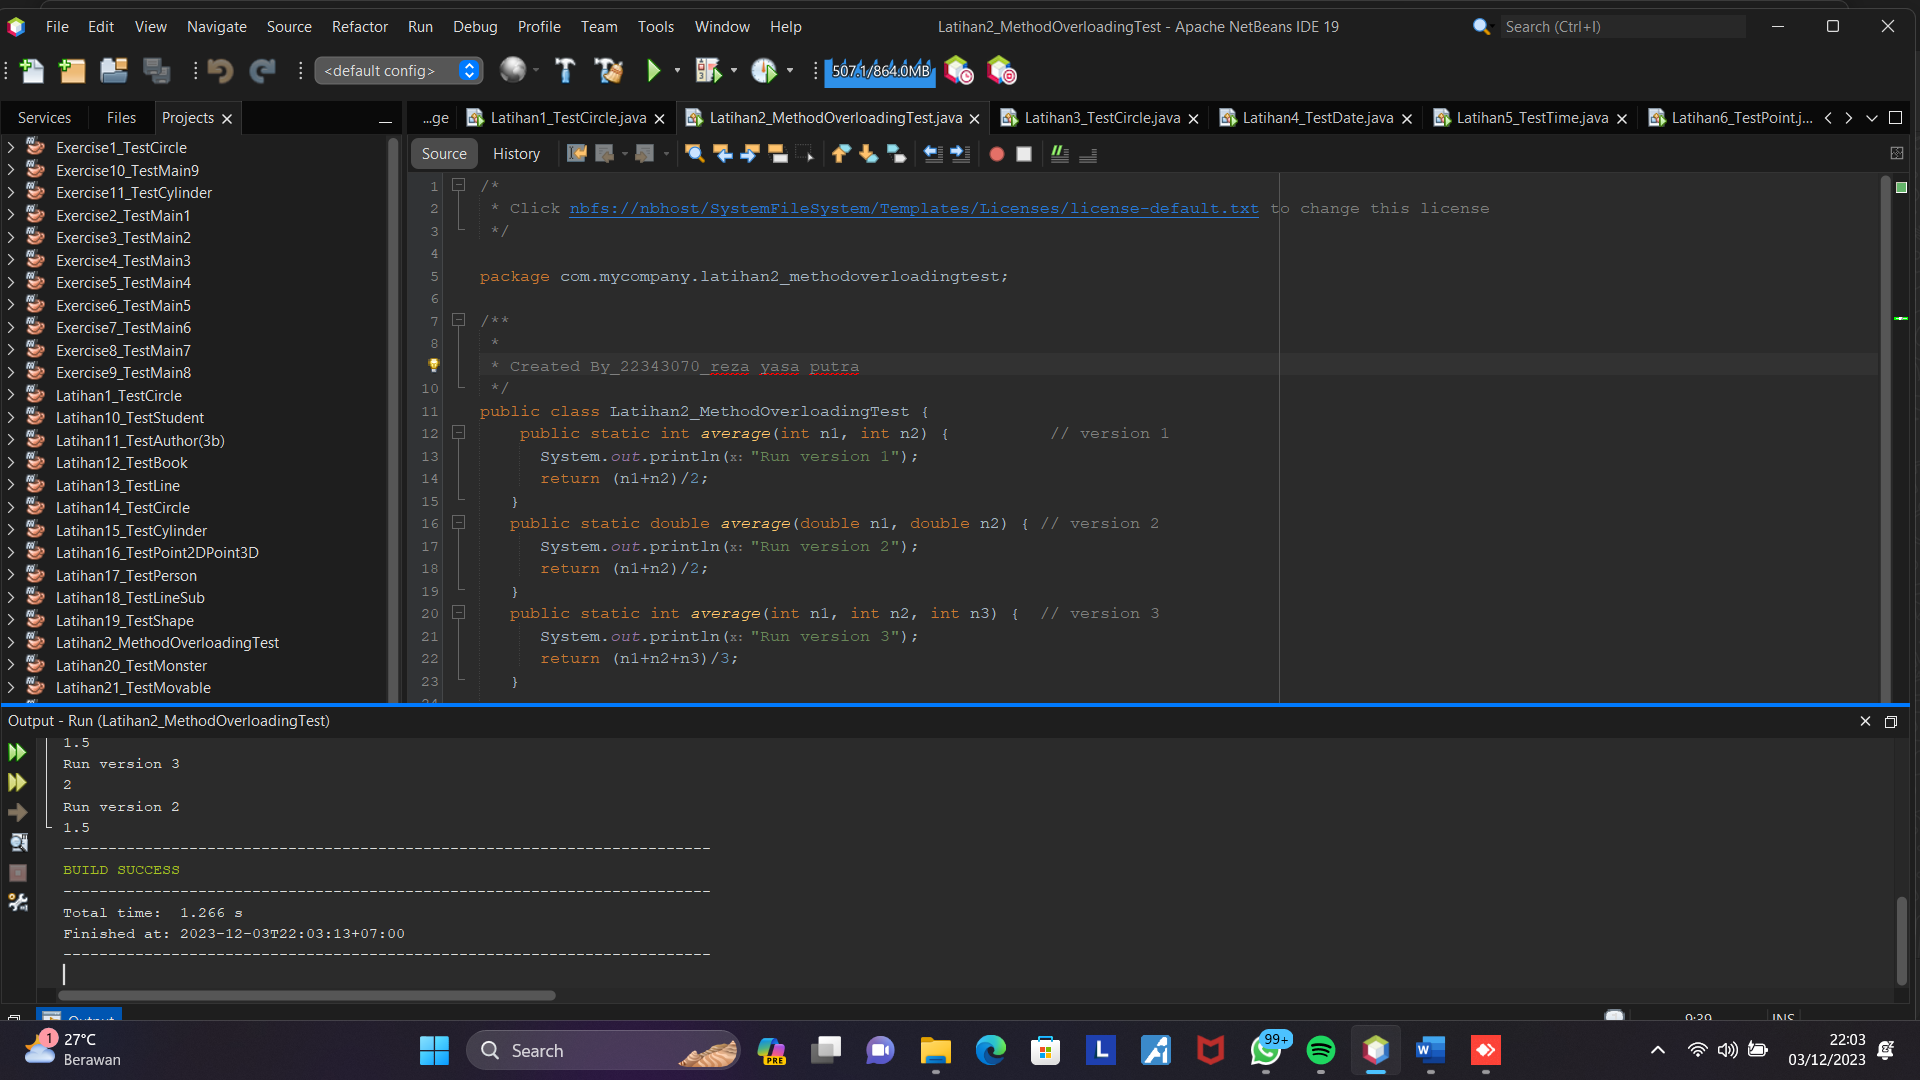 File Edit View Navigate Source Refactor Run Debug Profile Team Tools Window Help
Latihan2_MethodOverloadingTest - Apache NetBeans IDE 19
Search (Ctrl+I)
<default config>
507.1/864.0MB
Services Files Projects
...ge Latihan1_TestCircle.java Latihan2_MethodOverloadingTest.java Latihan3_TestCircle.java Latihan4_TestDate.java Latihan5_TestTime.java Latihan6_TestPoint.j...
Source History
Exercise1_TestCircle
Exercise10_TestMain9
Exercise11_TestCylinder
Exercise2_TestMain1
Exercise3_TestMain2
Exercise4_TestMain3
Exercise5_TestMain4
Exercise6_TestMain5
Exercise7_TestMain6
Exercise8_TestMain7
Exercise9_TestMain8
Latihan1_TestCircle
Latihan10_TestStudent
Latihan11_TestAuthor(3b)
Latihan12_TestBook
Latihan13_TestLine
Latihan14_TestCircle
Latihan15_TestCylinder
Latihan16_TestPoint2DPoint3D
Latihan17_TestPerson
Latihan18_TestLineSub
Latihan19_TestShape
Latihan2_MethodOverloadingTest
Latihan20_TestMonster
Latihan21_TestMovable
1 /*
2 * Click nbfs://nbhost/SystemFileSystem/Templates/Licenses/license-default.txt to change this license
3 */
4
5 package com.mycompany.latihan2_methodoverloadingtest;
6
7 /**
8 *
* Created By_22343070_reza yasa putra
10 */
11 public class Latihan2_MethodOverloadingTest {
12 public static int average(int n1, int n2) { // version 1
13 System.out.println(x: "Run version 1");
14 return (n1+n2)/2;
15 }
16 public static double average(double n1, double n2) { // version 2
17 System.out.println(x: "Run version 2");
18 return (n1+n2)/2;
19 }
20 public static int average(int n1, int n2, int n3) { // version 3
21 System.out.println(x: "Run version 3");
22 return (n1+n2+n3)/3;
23 }
24
Output - Run (Latihan2_MethodOverloadingTest)
1.5
Run version 3
2
Run version 2
1.5
------------------------------------------------------------------------
BUILD SUCCESS
------------------------------------------------------------------------
Total time:  1.266 s
Finished at: 2023-12-03T22:03:13+07:00
------------------------------------------------------------------------
Output
9:39 INS
1
27°C
Berawan
Search
PRE
L
99+
W
22:03
03/12/2023